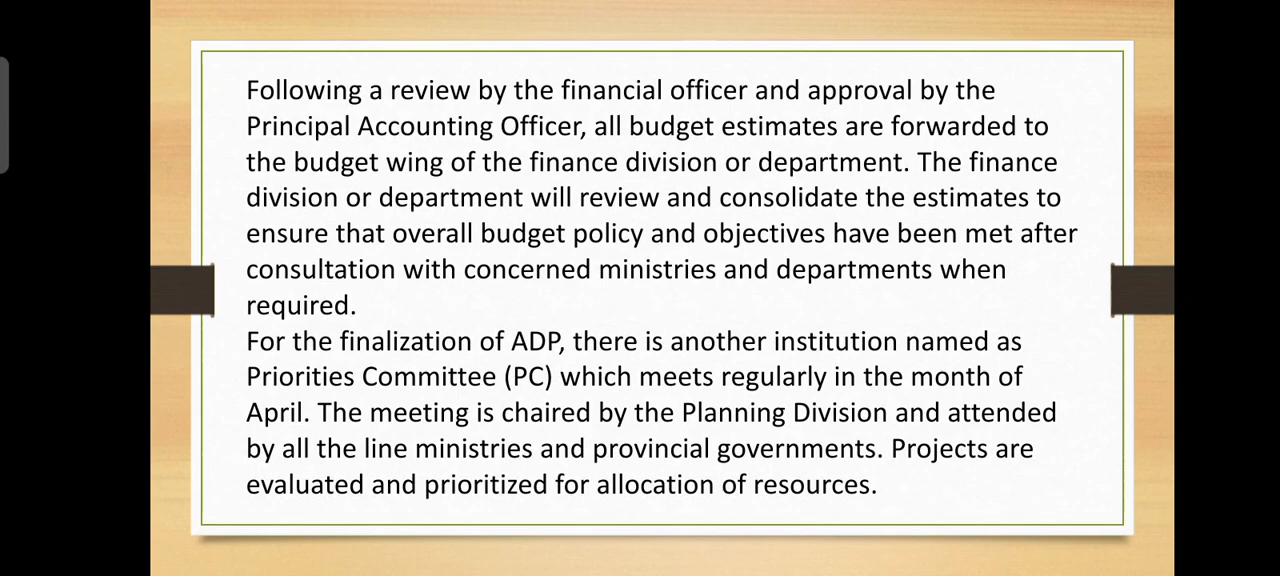 Following a review by the financial officer and approval by the
Principal Accounting Officer, all budget estimates are forwarded to
the budget wing of the finance division or department. The finance
division or department will review and consolidate the estimates to
ensure that overall budget policy and objectives have been met after
consultation with concerned ministries and departments when
required.
For the finalization of ADP, there is another institution named as
Priorities Committee (PC) which meets regularly in the month of
April. The meeting is chaired by the Planning Division and attended
by all the line ministries and provincial governments. Projects are
evaluated and prioritized for allocation of resources.